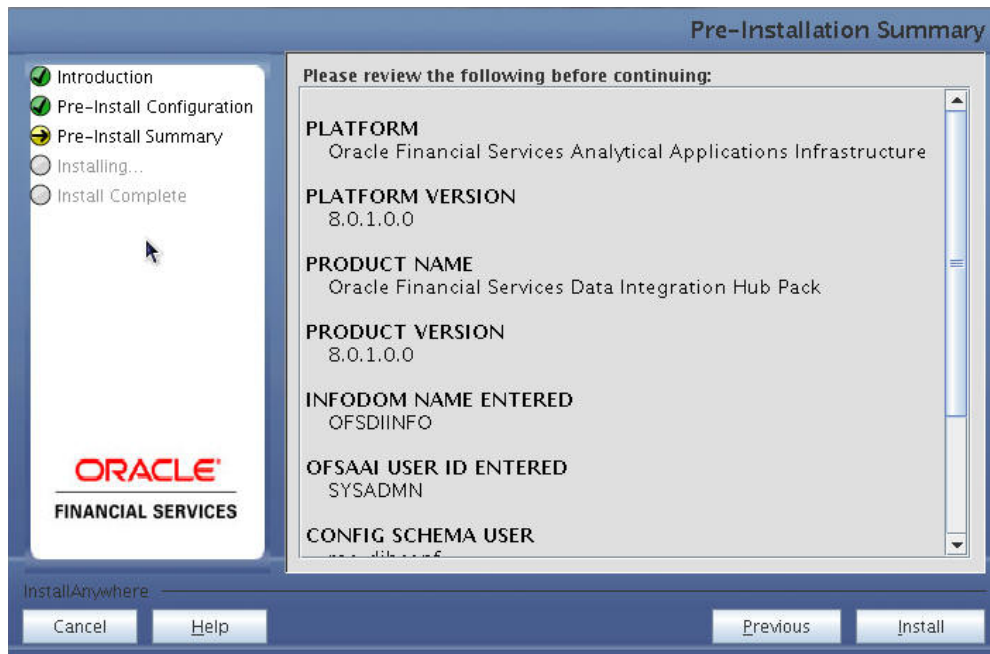 Pre-Installation Summary
Introduction
Pre-Install Configuration
Pre-Install Summary
Installing...
Install Complete
ORACLE
FINANCIAL SERVICES
Please review the following before continuing:
PLATFORM
Oracle Financial Services Analytical Applications Infrastructure
PLATFORM VERSION
8.0.1.0.0
PRODUCT NAME
Oracle Financial Services Data Integration Hub Pack
PRODUCT VERSION
8.0.1.0.0
INFODOM NAME ENTERED
OFSDIINFO
OFSAAI USER ID ENTERED
SYSADMN
CONFIG SCHEMA USER
InstallAnywhere
Cancel
Help
Previous
Install